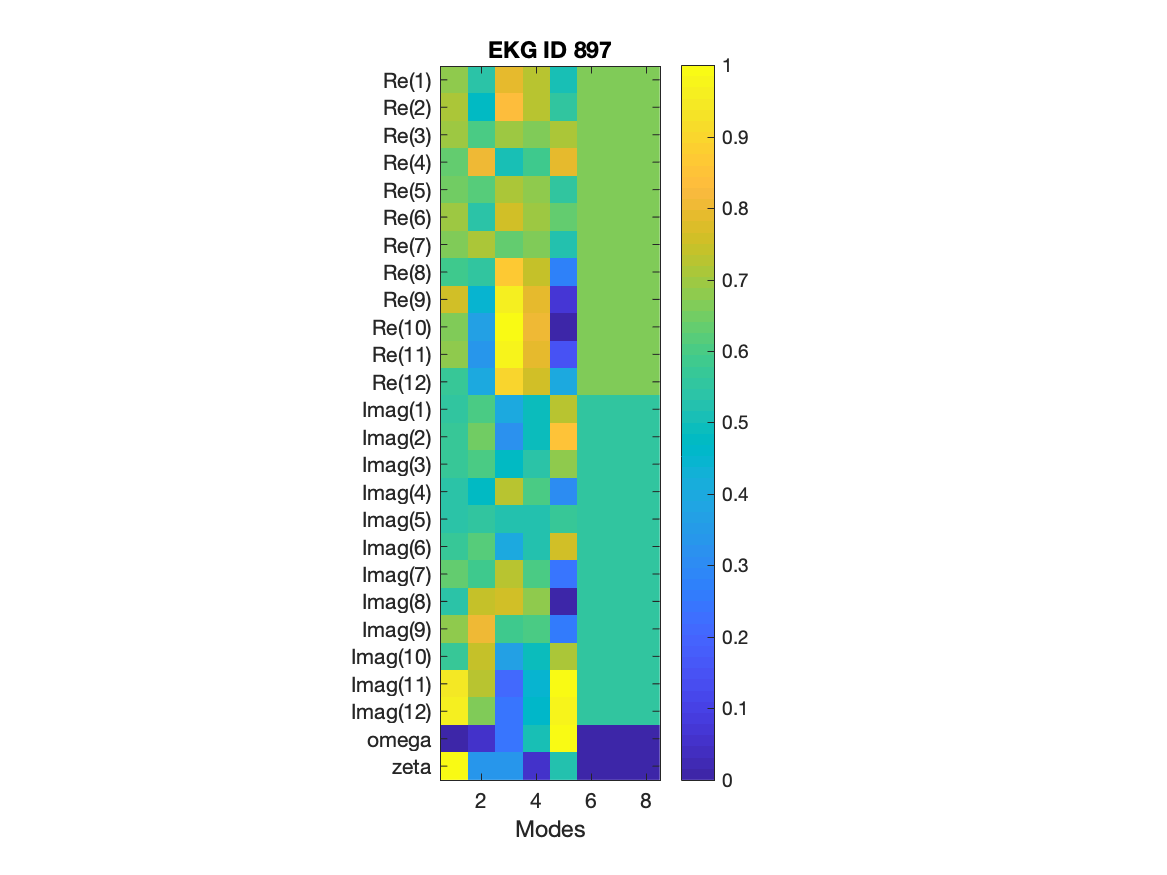 EKG ID 897
Re(1)
Re(2)
Re(3)
Re(4)
Re(5)
Re(6)
Re(7)
Re(8)
Re(9)
Re(10)
Re(11)
Re(12)
Imag(1)
Imag(2)
Imag(3)
Imag(4)
Imag(5)
Imag(6)
Imag(7)
Imag(8)
Imag(9)
Imag(10)
Imag(11)
Imag(12)
omega
zeta
2 4 6 8
Modes
1
0.9
0.8
0.7
0.6
0.5
0.4
0.3
0.2
0.1
0